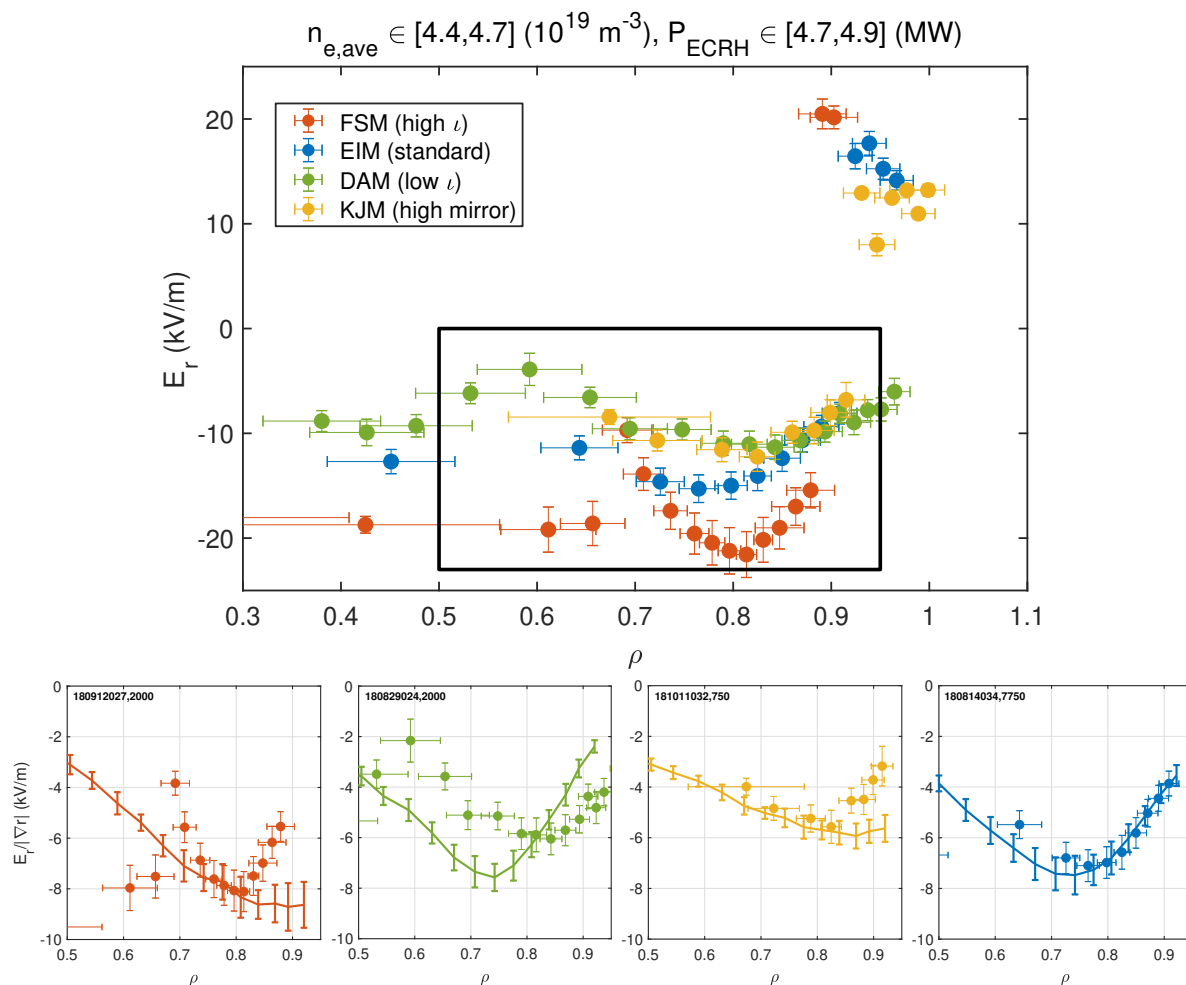 n_{e,ave} ∈ [4.4,4.7] (10^{19} m^{-3}), P_{ECRH} ∈ [4.7,4.9] (MW)
FSM (high ι)
EIM (standard)
DAM (low ι)
KJM (high mirror)
E_r (kV/m)
20
10
0
-10
-20
0.3 0.4 0.5 0.6 0.7 0.8 0.9 1 1.1
ρ
180912027,2000
E_r/|∇r| (kV/m)
0
-2
-4
-6
-8
-10
0.5 0.6 0.7 0.8 0.9
ρ
180829024,2000
0
-2
-4
-6
-8
-10
0.5 0.6 0.7 0.8 0.9
ρ
181011032,750
0
-2
-4
-6
-8
-10
0.5 0.6 0.7 0.8 0.9
ρ
180814034,7750
0
-2
-4
-6
-8
-10
0.5 0.6 0.7 0.8 0.9
ρ